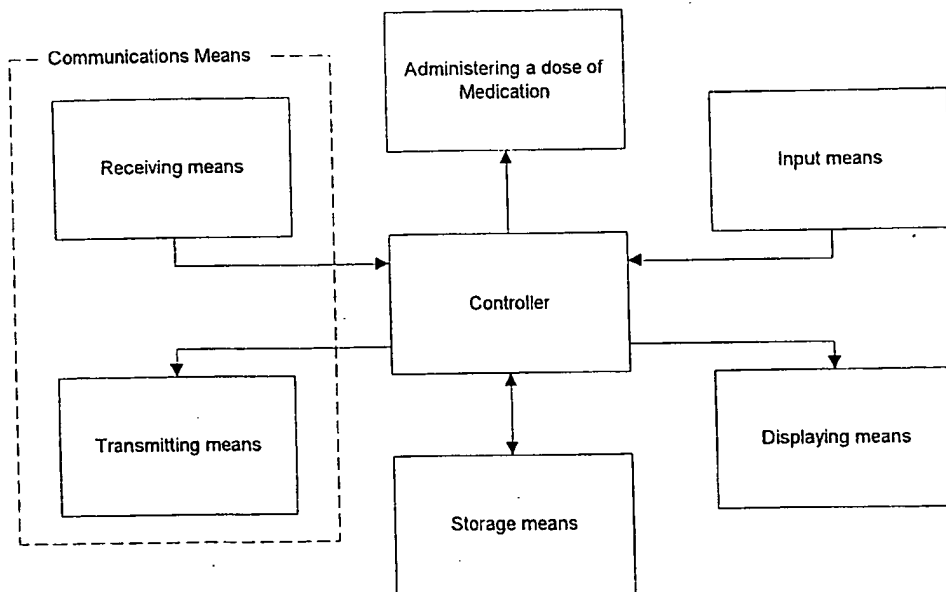 Communications Means
Administering a dose of
Medication
Receiving means
Input means
Controller
Transmitting means
Displaying means
Storage means